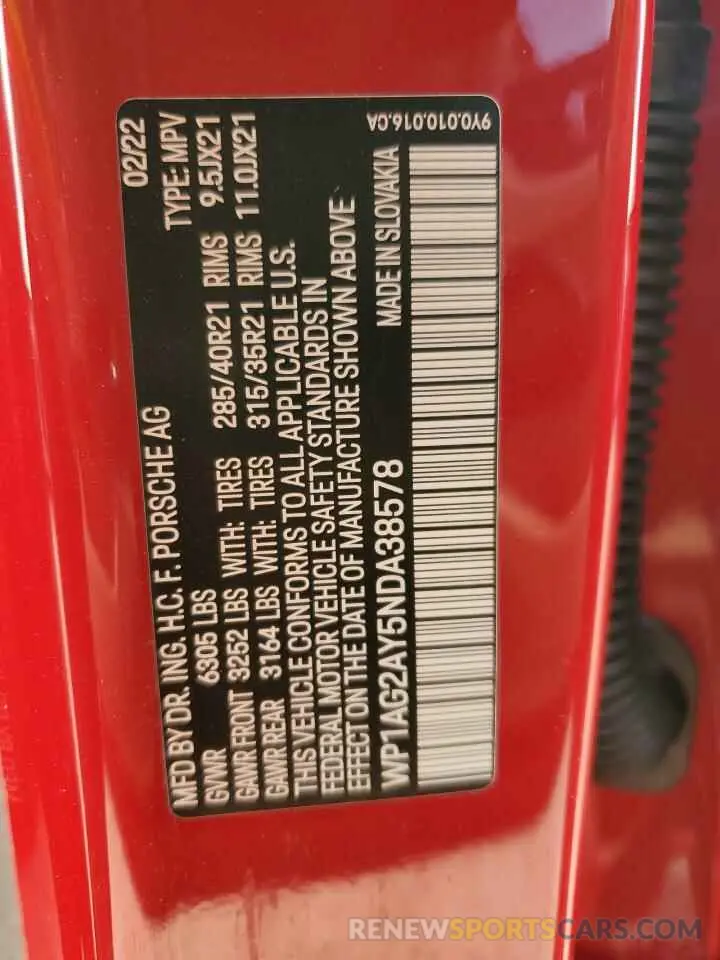 MFD BY DR. ING. H.C. F. PORSCHE AG 02/22
GVWR 6305 LBS TYPE: MPV
GAWR FRONT 3252 LBS WITH: TIRES 285/40R21 RIMS 9.5JX21
GAWR REAR 3164 LBS WITH: TIRES 315/35R21 RIMS 11.0JX21
THIS VEHICLE CONFORMS TO ALL APPLICABLE U.S.
FEDERAL MOTOR VEHICLE SAFETY STANDARDS IN
EFFECT ON THE DATE OF MANUFACTURE SHOWN ABOVE
WP1AG2AY5NDA38578 MADE IN SLOVAKIA
9Y0.010.016.CA
RENEWSPORTSCARS.COM